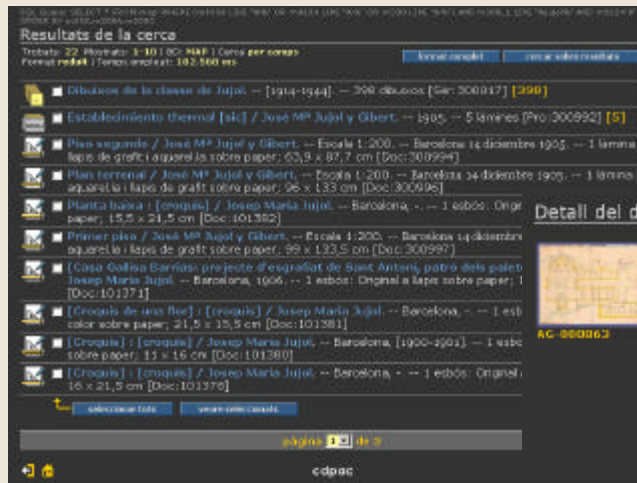 Resultats de la cerca
Trobats: 22 Mostrats: 1-10 | BD: MAP | Cerca per camps
Format reduït | Temps empleat: 102.560 ms
format complet
cercar sobre resultats
Dibuixos de la classe de Jujol. -- [1914-1944]. -- 398 dibuixos [Ser:300017] [398]
Establecimiento thermal [sic] / José Mª Jujol y Gibert. -- 1905. -- 5 làmines [Pro:300992] [5]
Piso segundo / José Mª Jujol y Gibert. -- Escala 1:200. -- Barcelona 14 diciembre 1905. -- 1 làmina
llapis de grafit i aquarel·la sobre paper; 63,9 x 87,7 cm [Doc:300994]
Plan terrenal / José Mª Jujol y Gibert. -- Escala 1:200. -- Barcelona 14 diciembre 1905. -- 1 làmina
aquarel·la i llapis de grafit sobre paper; 96 x 133 cm [Doc:300996]
Planta baixa : [croquis] / Josep Maria Jujol. -- Barcelona, -. -- 1 esbós: Orig
paper; 15,5 x 21,5 cm [Doc:101382]
Detall del d
Primer piso / José Mª Jujol y Gibert. -- Escala 1:200. -- Barcelona 14 diciembre
aquarel·la i llapis de grafit sobre paper; 99 x 133,5 cm [Doc:300997]
[Casa Gallisa Barrius: projecte d'esgrafiat de Sant Antoni, patró dels palet
Josep Maria Jujol. -- Barcelona, 1906. -- 1 esbós: Original a llapis sobre paper; 1
[Doc:101371]
AG-000063
[Croquis de una flor] : [croquis] / Josep Maria Jujol. -- Barcelona, -. -- 1 est
color sobre paper; 21,5 x 15,5 cm [Doc:101381]
[Croquis] : [croquis] / Josep Maria Jujol. -- Barcelona, [1900-1901]. -- 1 esbó
sobre paper; 11 x 16 cm [Doc:101380]
[Croquis] : [croquis] / Josep Maria Jujol. -- Barcelona, - -- 1 esbós: Original
16 x 21,5 cm [Doc:101378]
seleccionar tots
veure seleccionats
pàgina 1 de 3
cdpac